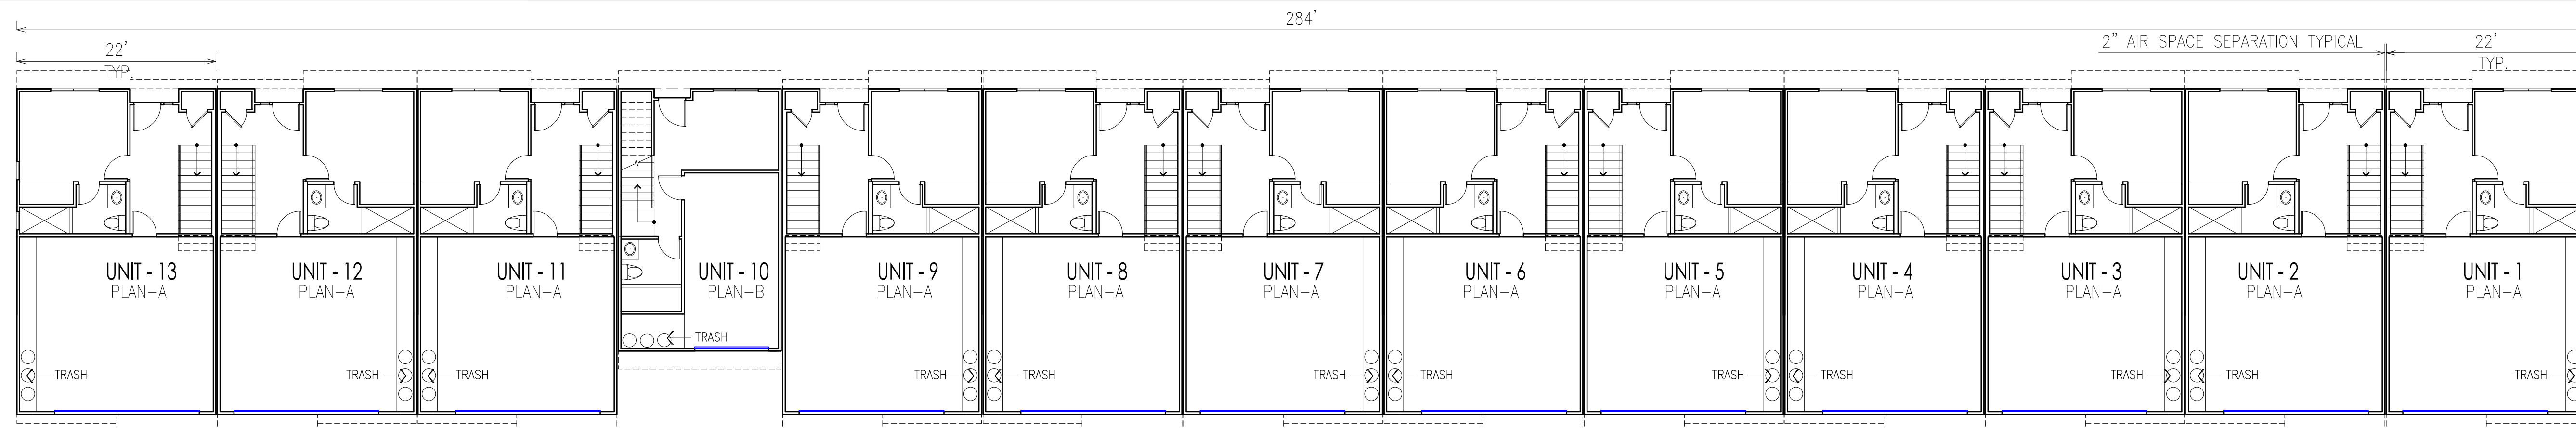 284'
22'
TYP.
2" AIR SPACE SEPARATION TYPICAL
22'
TYP.
UNIT - 13
PLAN-A
UNIT - 12
PLAN-A
UNIT - 11
PLAN-A
UNIT - 10
PLAN-B
UNIT - 9
PLAN-A
UNIT - 8
PLAN-A
UNIT - 7
PLAN-A
UNIT - 6
PLAN-A
UNIT - 5
PLAN-A
UNIT - 4
PLAN-A
UNIT - 3
PLAN-A
UNIT - 2
PLAN-A
UNIT - 1
PLAN-A
TRASH
TRASH
TRASH
TRASH
TRASH
TRASH
TRASH
TRASH
TRASH
TRASH
TRASH
TRASH
TRASH